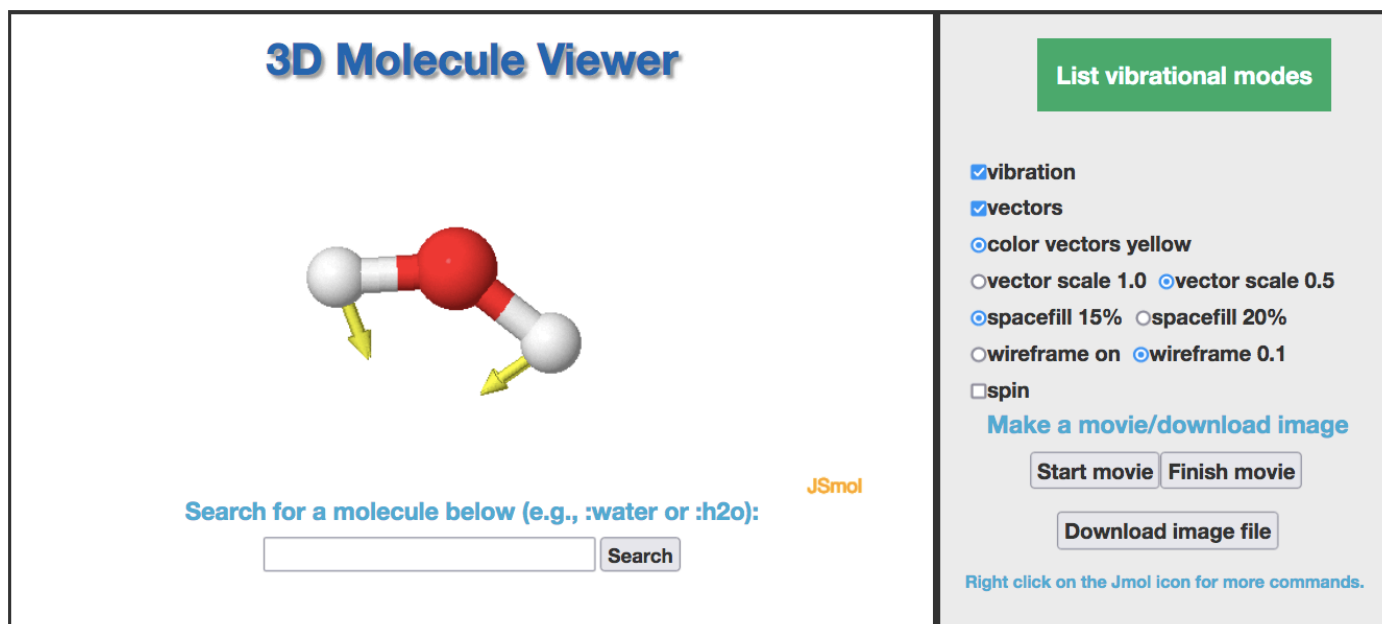 3D Molecule Viewer
JSmol
Search for a molecule below (e.g., :water or :h2o):
Search
List vibrational modes
vibration
vectors
color vectors yellow
vector scale 1.0 vector scale 0.5
spacefill 15% spacefill 20%
wireframe on wireframe 0.1
spin
Make a movie/download image
Start movie Finish movie
Download image file
Right click on the Jmol icon for more commands.